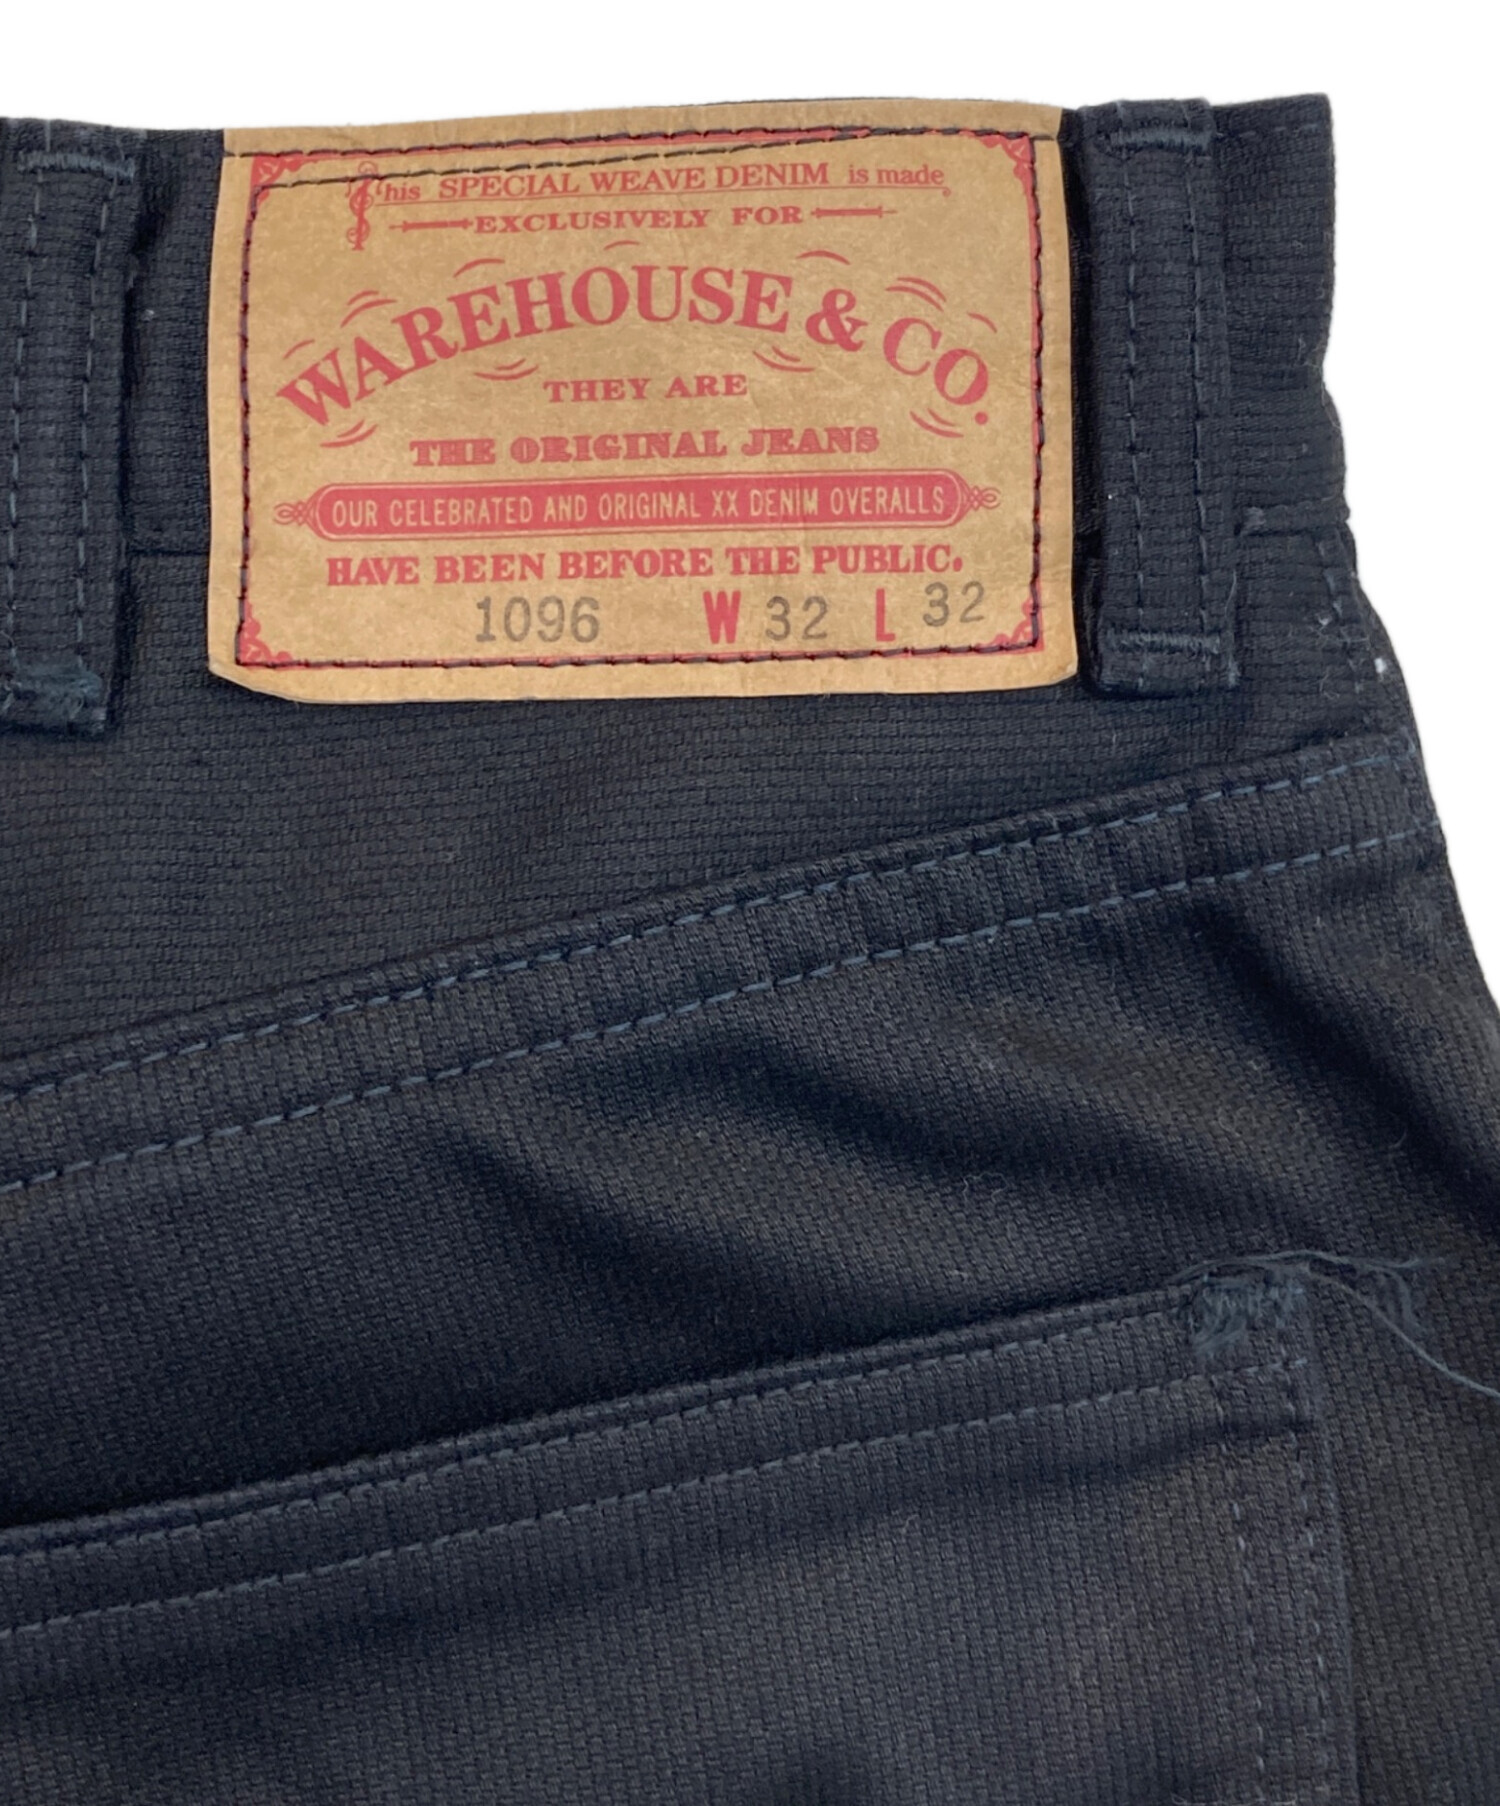 This SPECIAL WEAVE DENIM is made
EXCLUSIVELY FOR
WAREHOUSE & CO.
THEY ARE
THE ORIGINAL JEANS
OUR CELEBRATED AND ORIGINAL XX DENIM OVERALLS
HAVE BEEN BEFORE THE PUBLIC.
1096 W 32 L 32